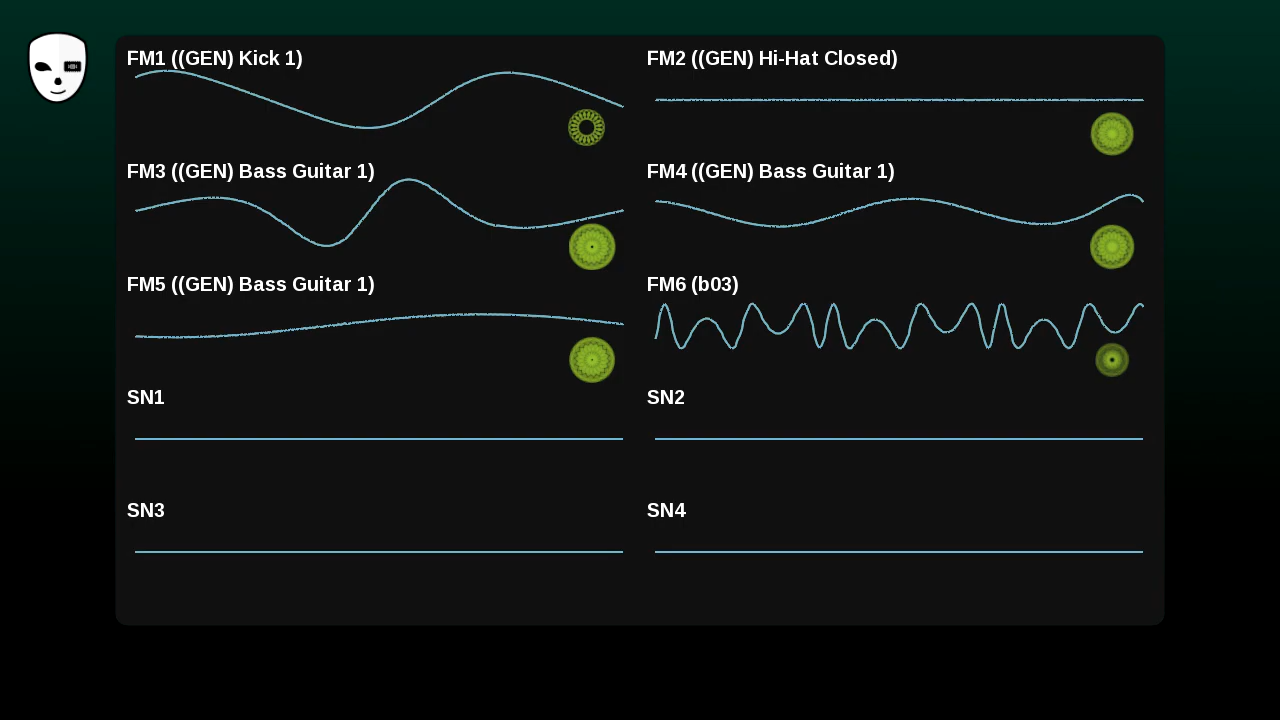 FM1 ((GEN) Kick 1)
FM2 ((GEN) Hi-Hat Closed)
FM3 ((GEN) Bass Guitar 1)
FM4 ((GEN) Bass Guitar 1)
FM5 ((GEN) Bass Guitar 1)
FM6 (b03)
SN1
SN2
SN3
SN4